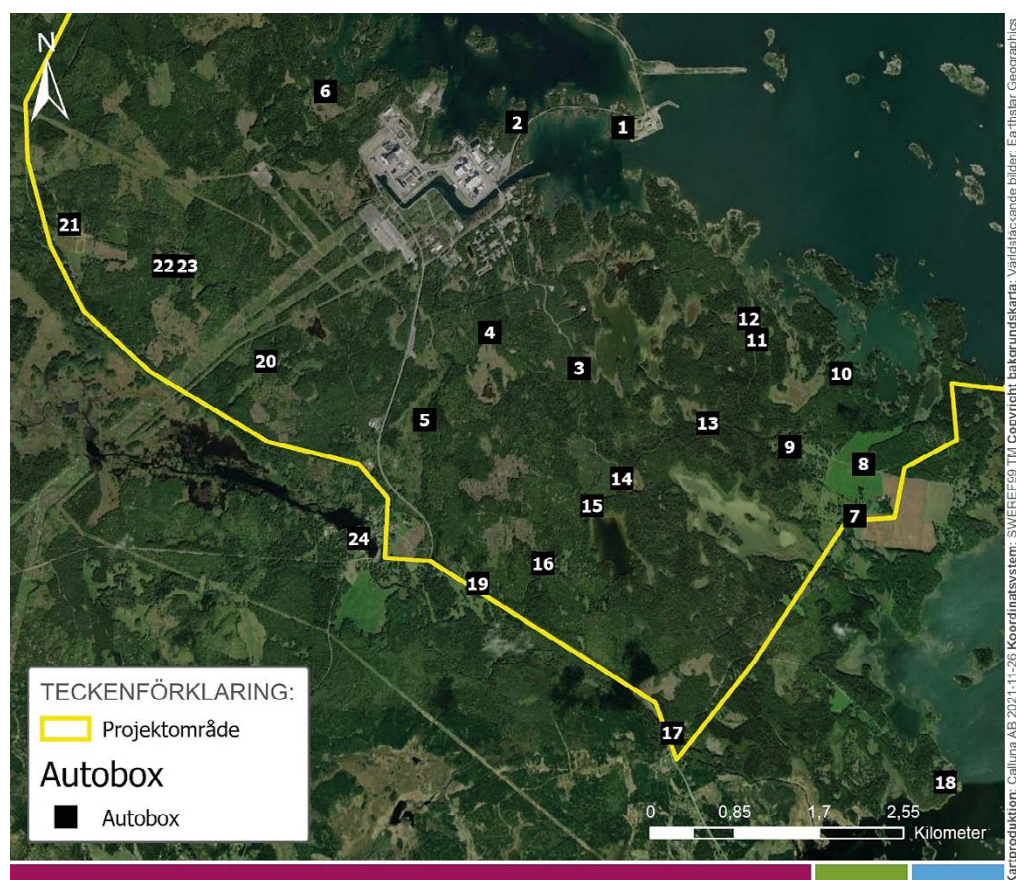 N
6
2
1
21
22 23
12
4
11
3
10
20
5
13
9
8
14
15
7
24
16
19
17
18
TECKENFÖRKLARING:
Projektområde
Autobox
Autobox
0 0,85 1,7 2,55
Kilometer
Kartproduktion: Calluna AB 2021-11-26 Koordinatsystem: SWEREF99 TM Copyright bakgrundskarta: Världstäckande bilder: Earthstar Geographics